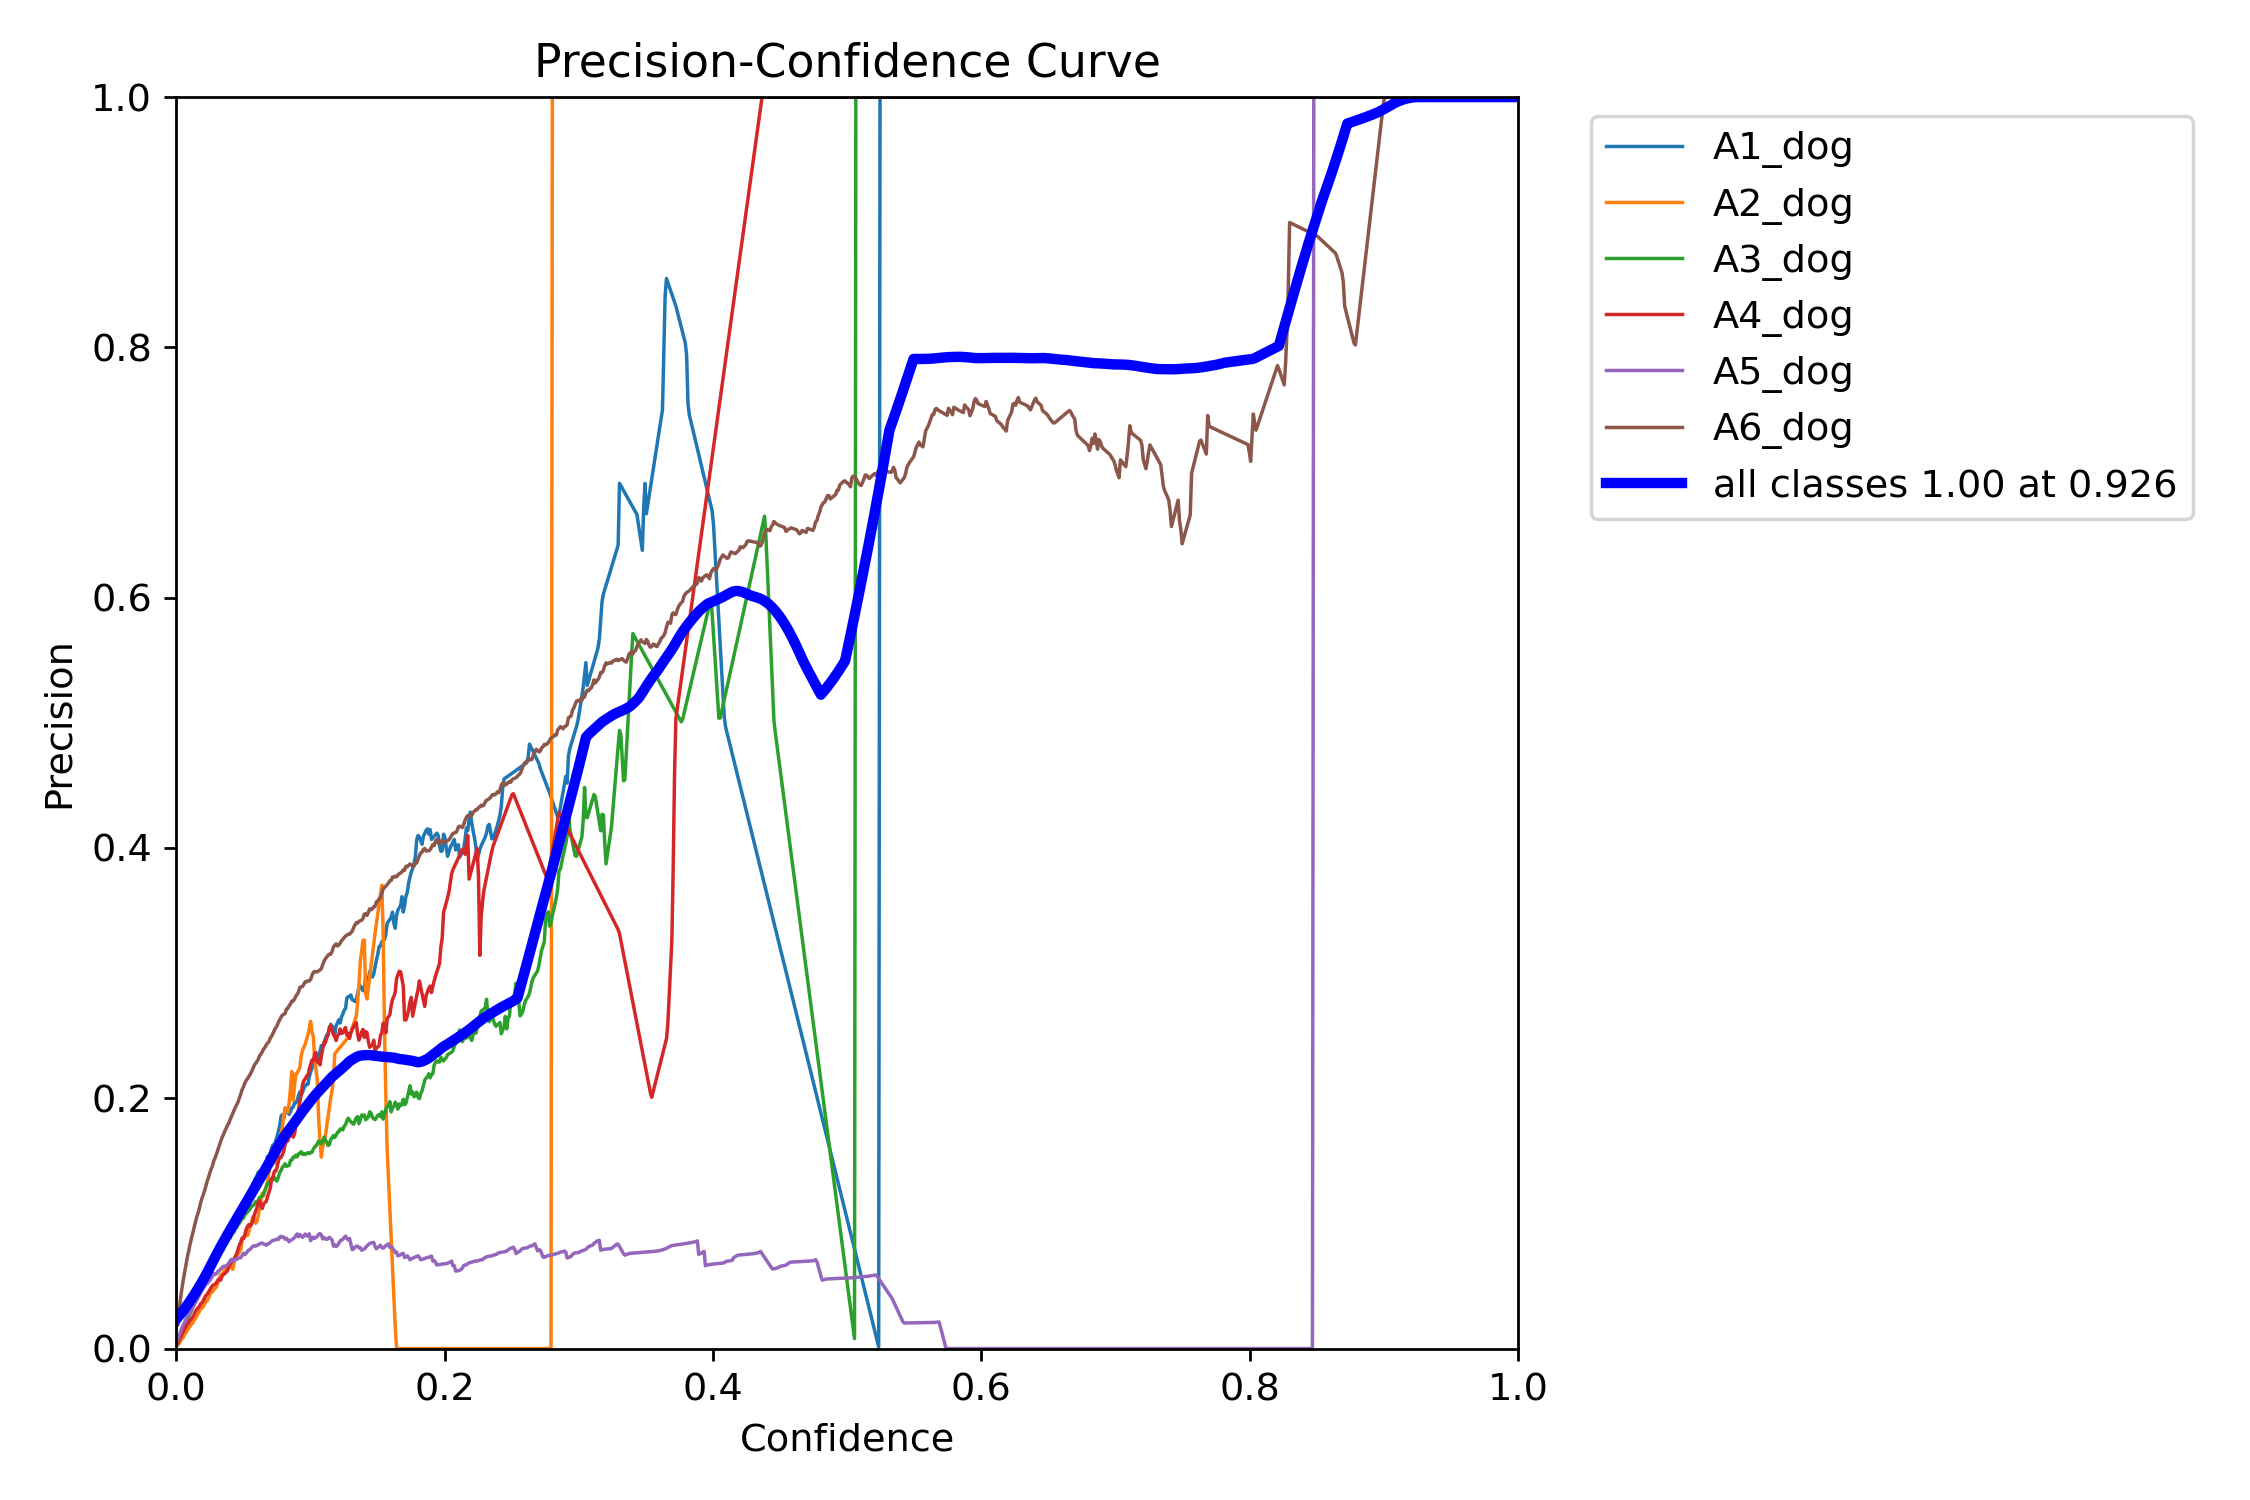 Precision-Confidence Curve
1.0
0.8
0.6
0.4
0.2
0.0
Precision
0.0 0.2 0.4 0.6 0.8 1.0
Confidence
A1_dog
A2_dog
A3_dog
A4_dog
A5_dog
A6_dog
all classes 1.00 at 0.926